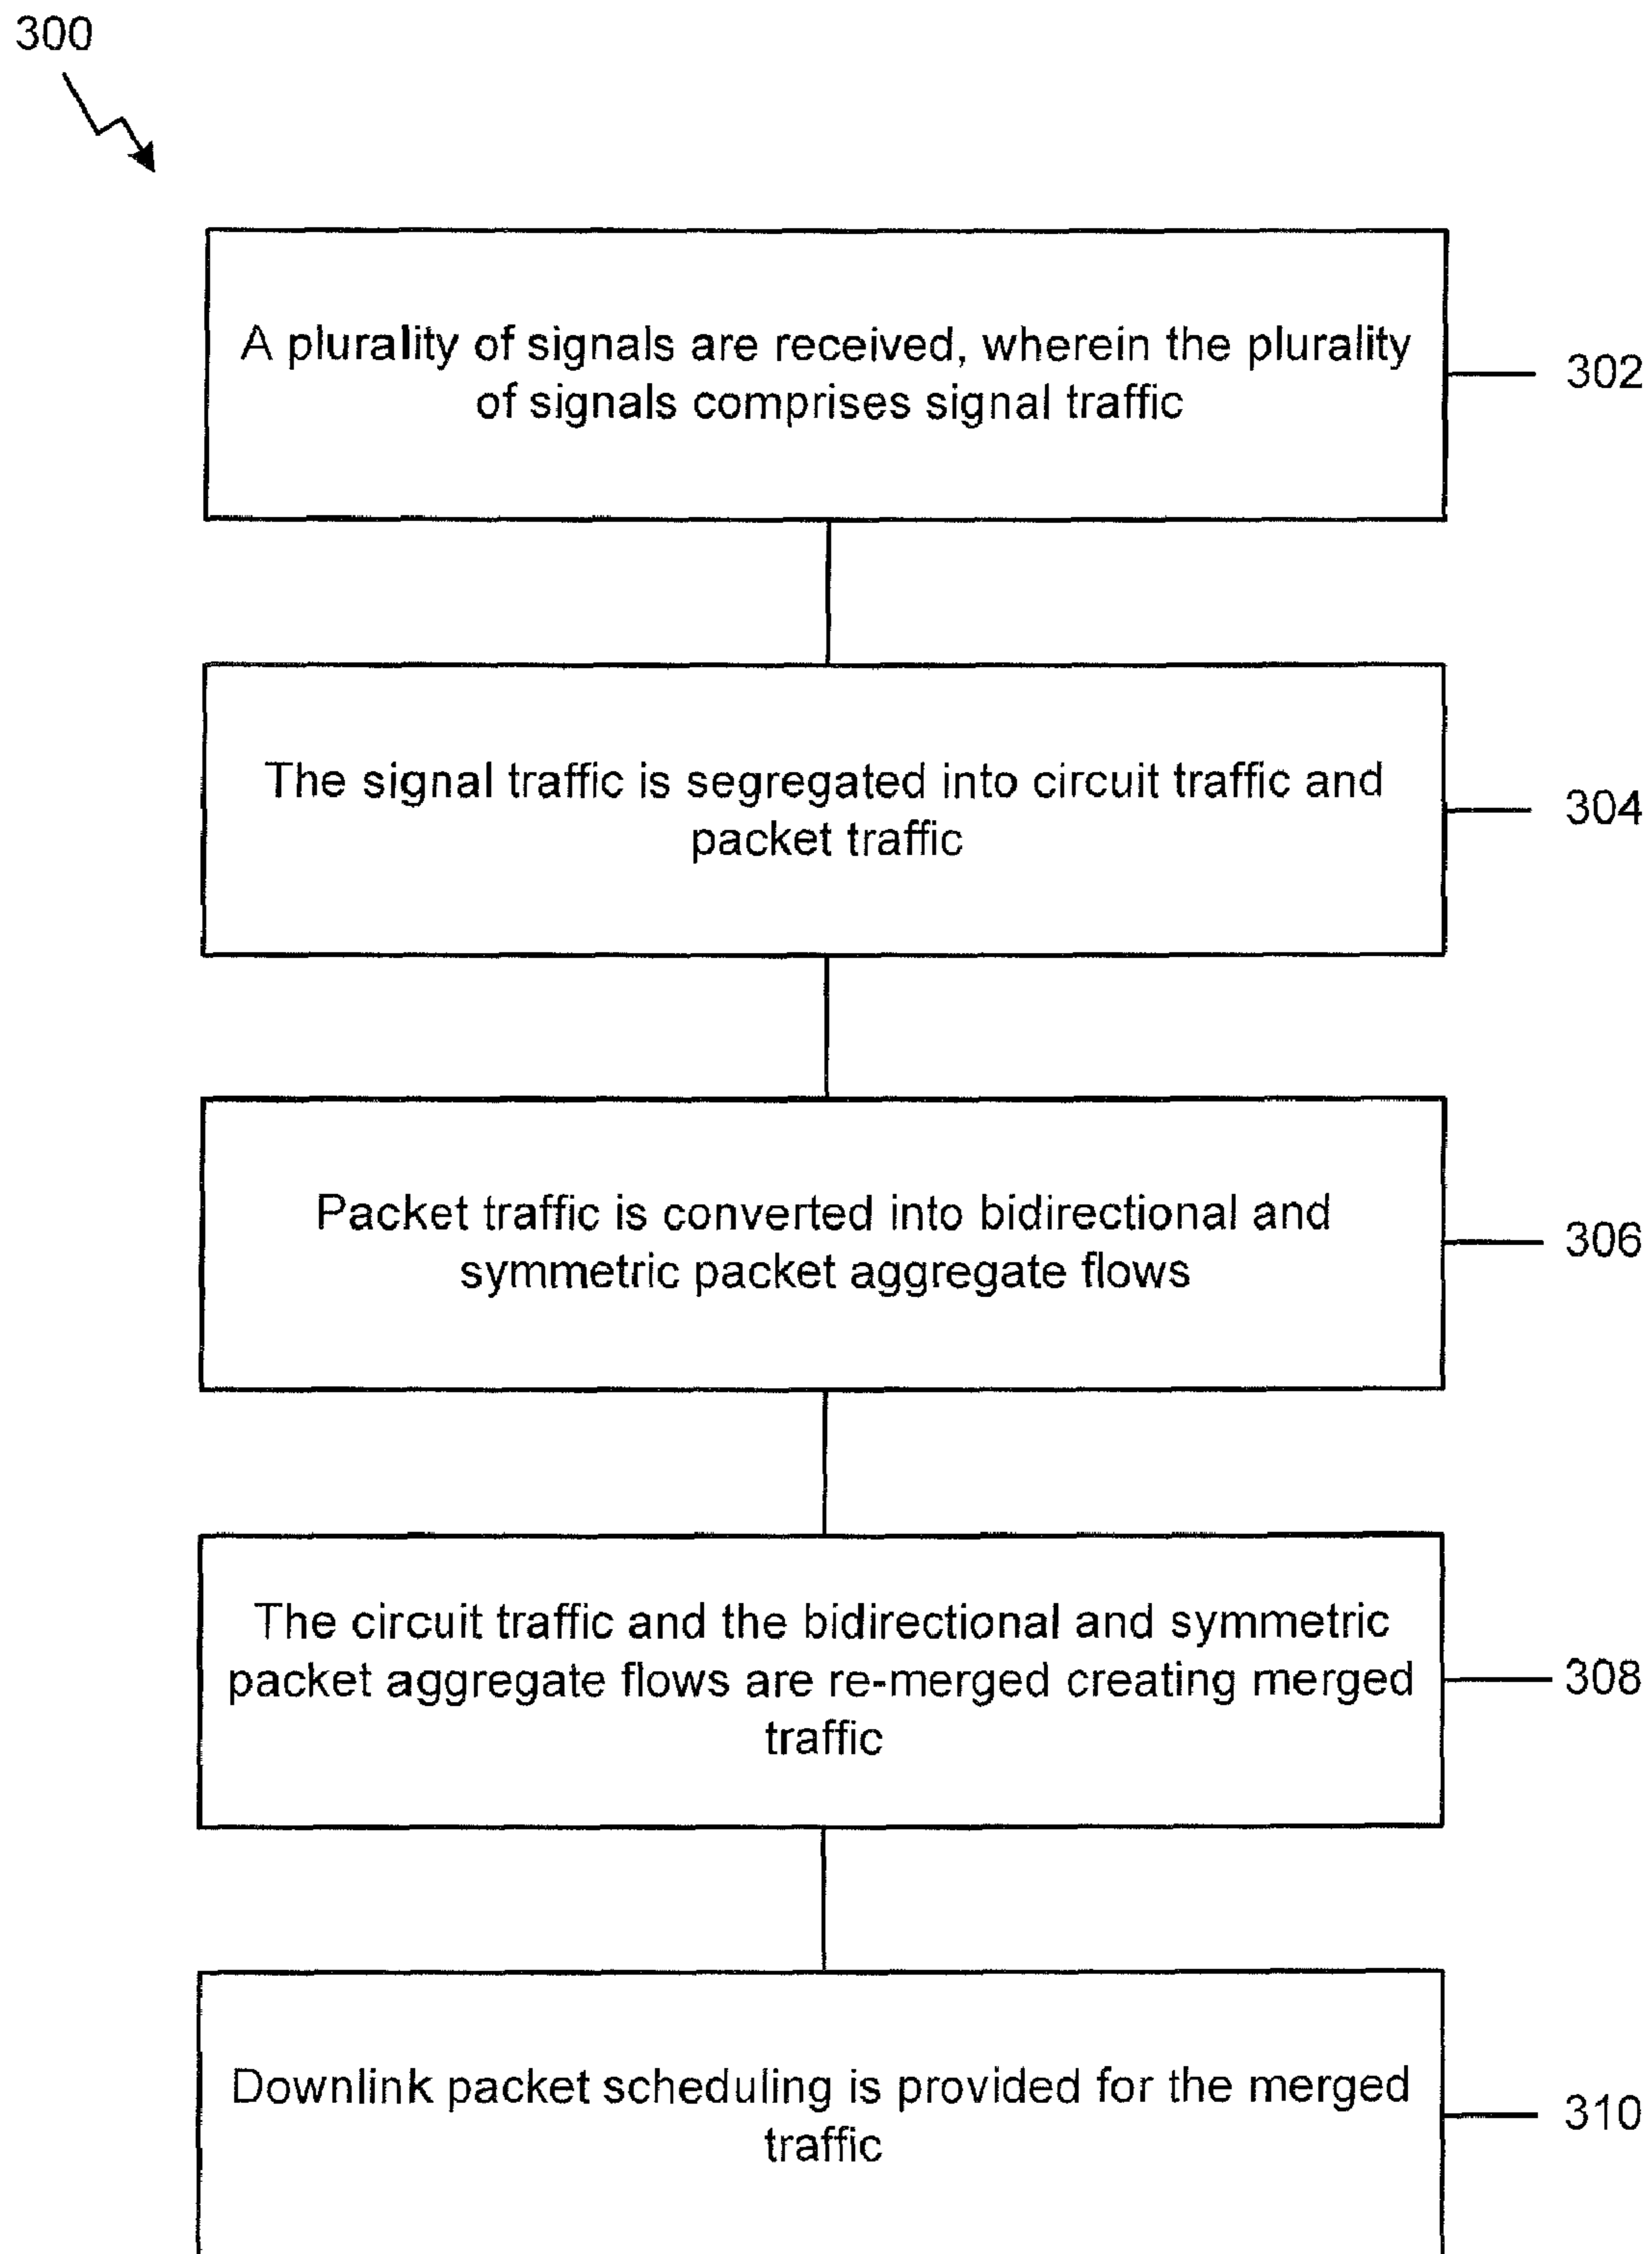 300
A plurality of signals are received, wherein the plurality
of signals comprises signal traffic
302
The signal traffic is segregated into circuit traffic and
packet traffic
304
Packet traffic is converted into bidirectional and
symmetric packet aggregate flows
306
The circuit traffic and the bidirectional and symmetric
packet aggregate flows are re-merged creating merged
traffic
308
Downlink packet scheduling is provided for the merged
traffic
310